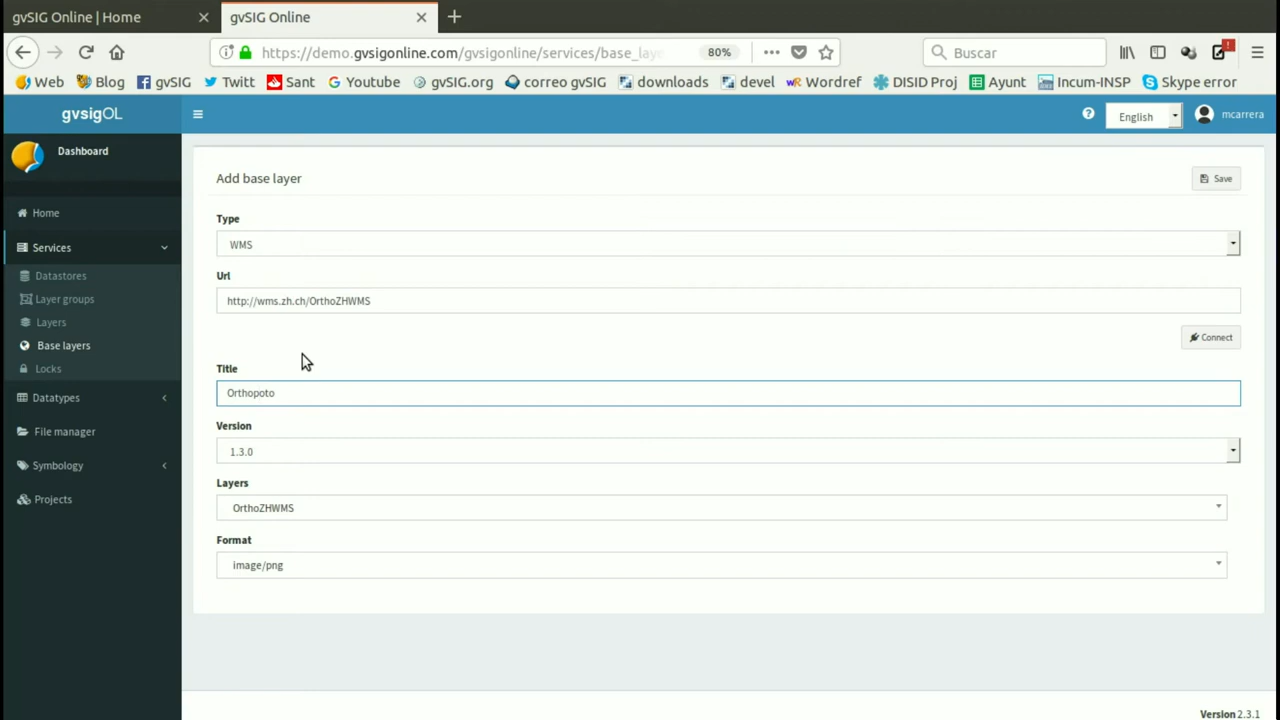 gvSIG Online | Home
gvSIG Online
https://demo.gvsigonline.com/gvsigonline/services/base_laye
80%
Buscar
Web Blog gvSIG Twitt Sant Youtube gvSIG.org correo gvSIG downloads devel Wordref DISID Proj Ayunt Incum-INSP Skype error
gvsigOL
English
mcarrera
Dashboard
Home
Services
Datastores
Layer groups
Layers
Base layers
Locks
Datatypes
File manager
Symbology
Projects
Add base layer
Save
Type
WMS
Url
http://wms.zh.ch/OrthoZHWMS
Connect
Title
Orthopoto
Version
1.3.0
Layers
OrthoZHWMS
Format
image/png
Version 2.3.1